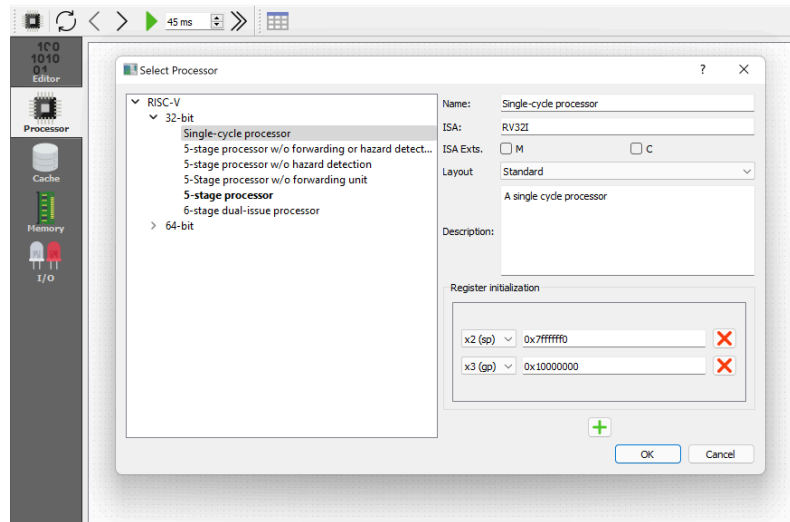 45 ms
100
1010
01
Editor
Processor
Cache
Memory
I/O
Select Processor
?
RISC-V
32-bit
Single-cycle processor
5-stage processor w/o forwarding or hazard detect...
5-stage processor w/o hazard detection
5-Stage processor w/o forwarding unit
5-stage processor
6-stage dual-issue processor
64-bit
Name: Single-cycle processor
ISA: RV32I
ISA Exts. M C
Layout Standard
Description: A single cycle processor
Register initialization
x2 (sp) 0x7ffffff0
x3 (gp) 0x10000000
OK Cancel